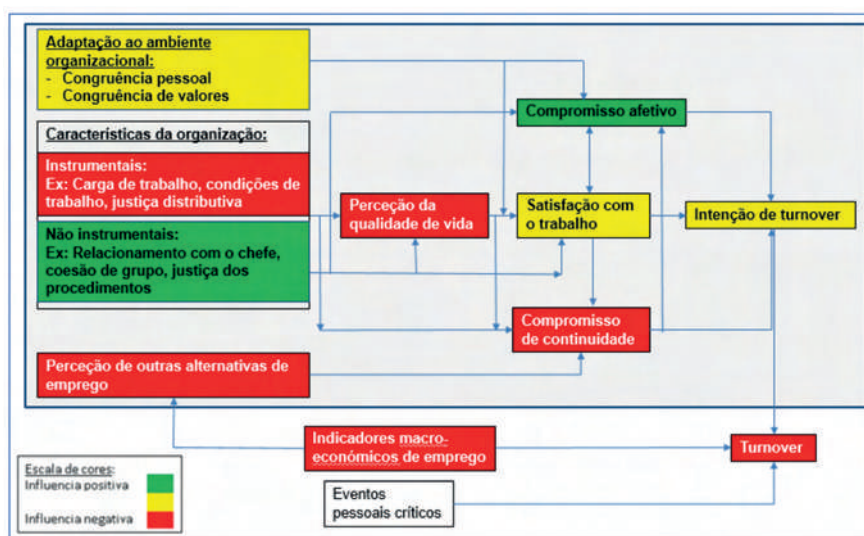 Adaptação ao ambiente
organizacional:
- Congruência pessoal
- Congruência de valores
Características da organização:
Instrumentais:
Ex: Carga de trabalho, condições de
trabalho, justiça distributiva
Não instrumentais:
Ex: Relacionamento com o chefe,
coesão de grupo, justiça dos
procedimentos
Perceção da
qualidade de vida
Compromisso afetivo
Satisfação com
o trabalho
Intenção de turnover
Compromisso
de continuidade
Perceção de outras alternativas de
emprego
Indicadores macro-
económicos de emprego
Turnover
Eventos
pessoais críticos
Escala de cores:
Influencia positiva
Influencia negativa